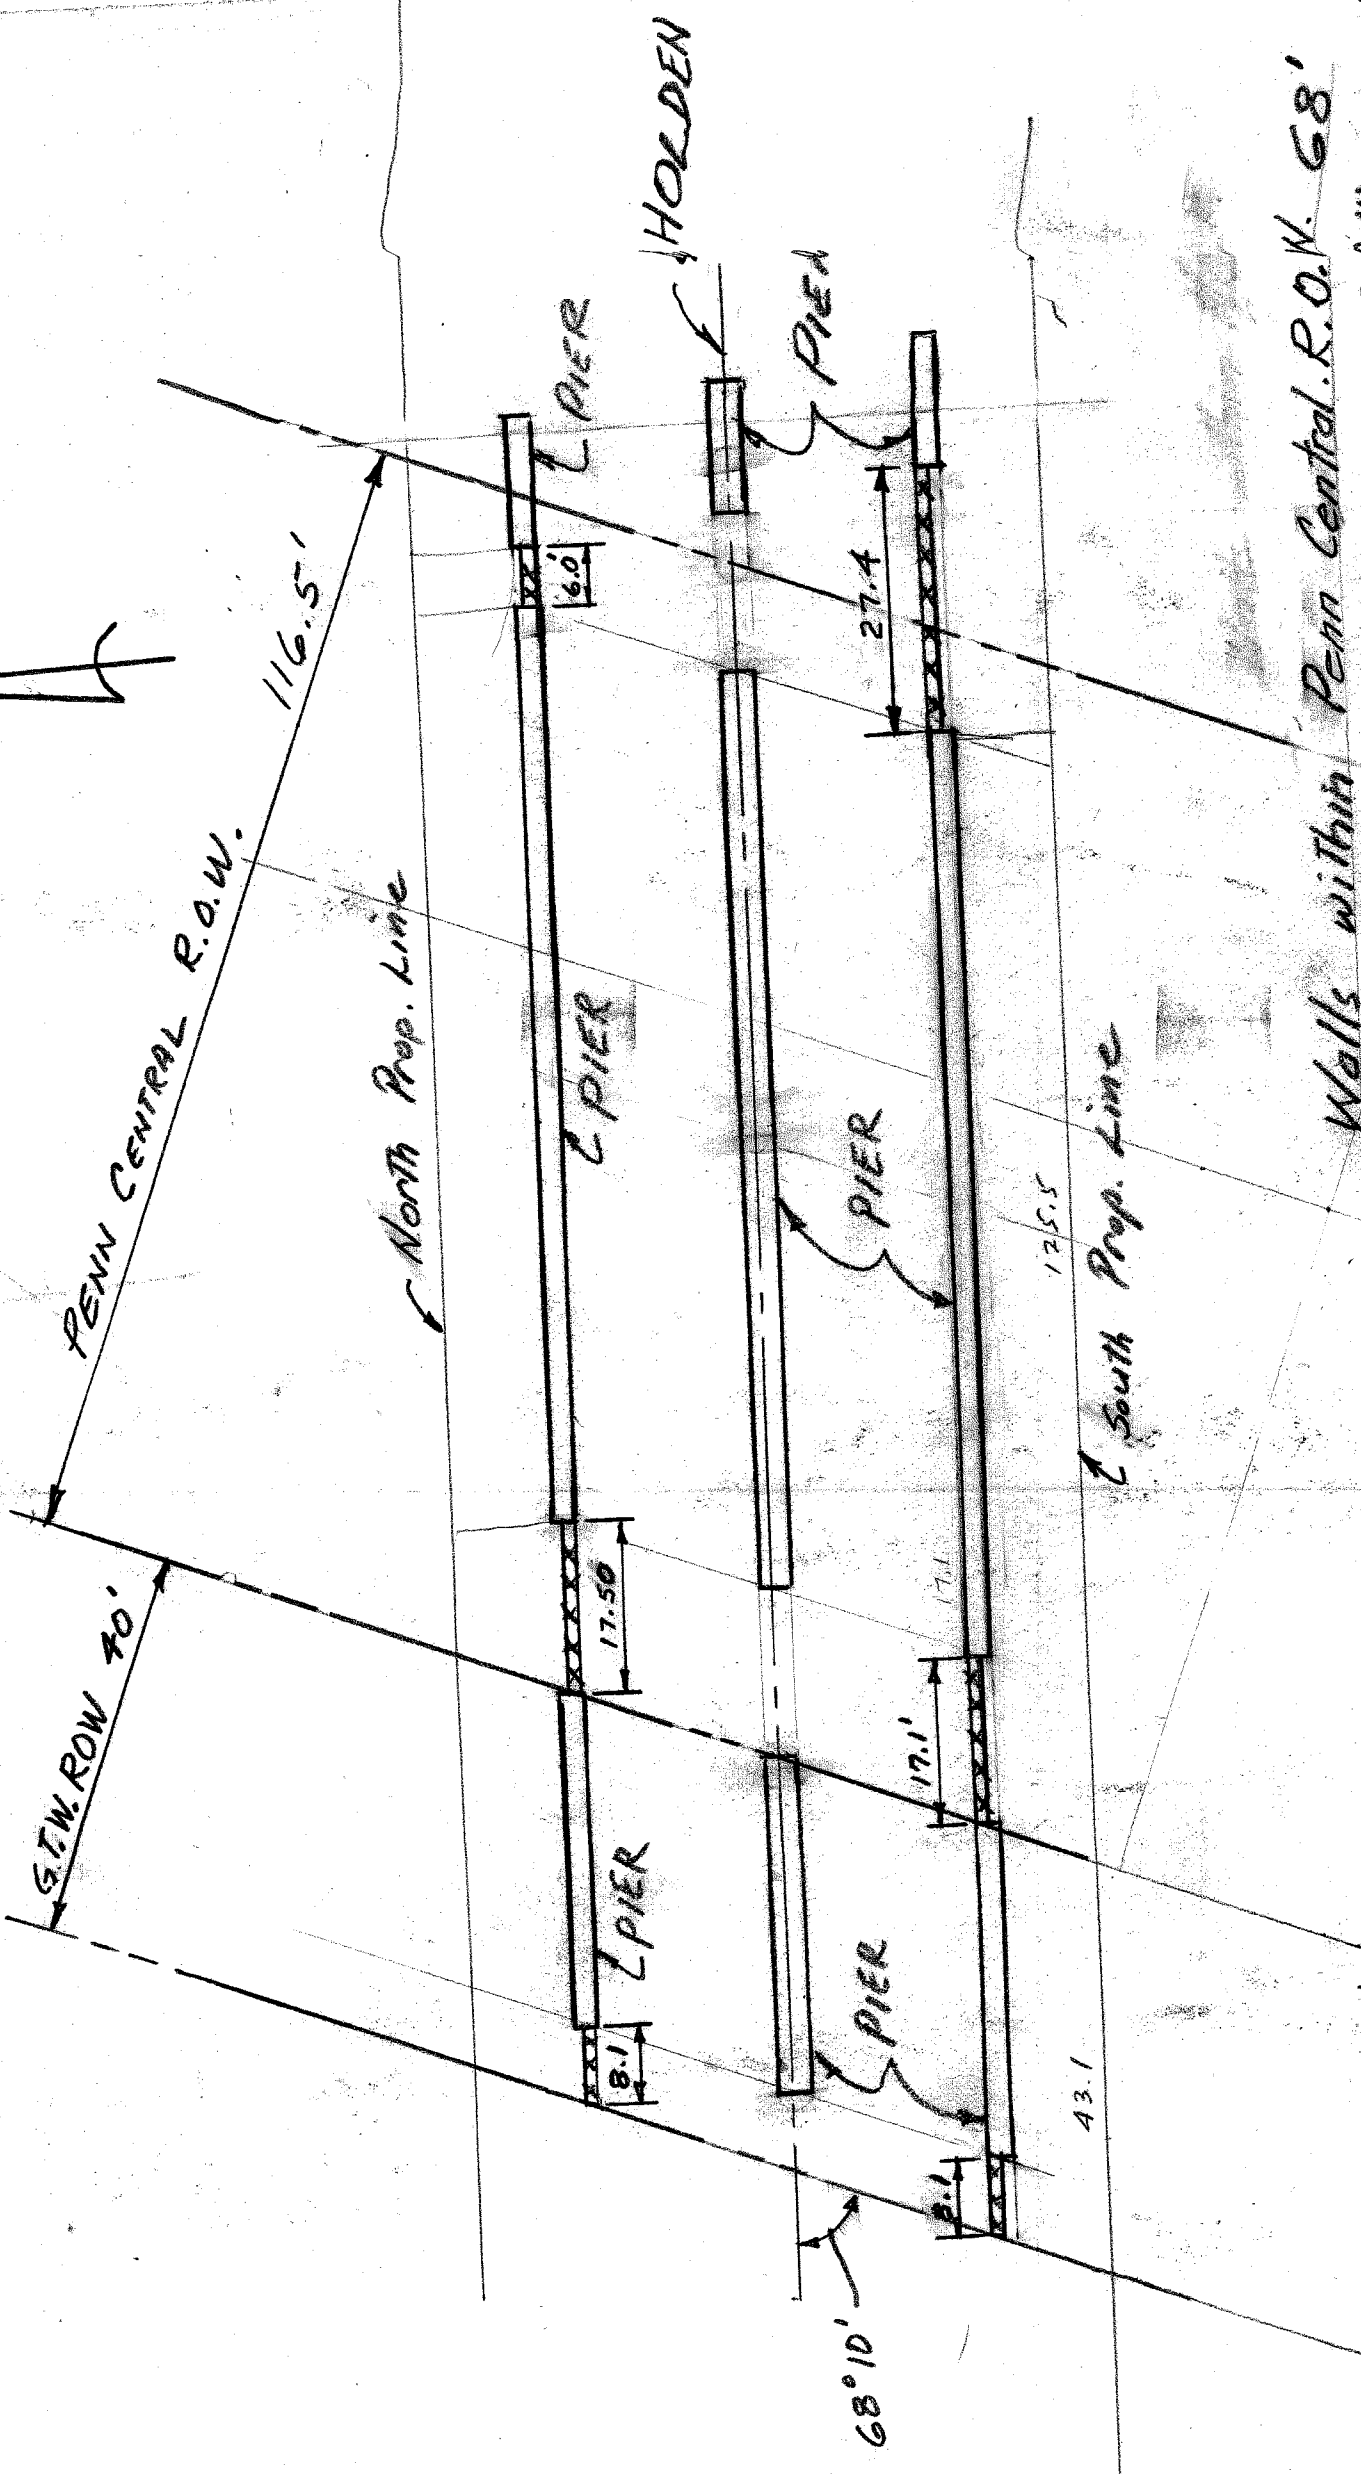 G.T.W. ROW 40'
PENN CENTRAL R.O.W.
116.5'
North Prop. Line
PIER
8.1
17.50
PIER
6.0'
PIER
HOLDEN
68°10'
PIER
PIER
PIER
8.1
17.1'
17.1
27.4
43.1
125.5
South Prop. Line
Walls within Penn Central R.O.W. 68'